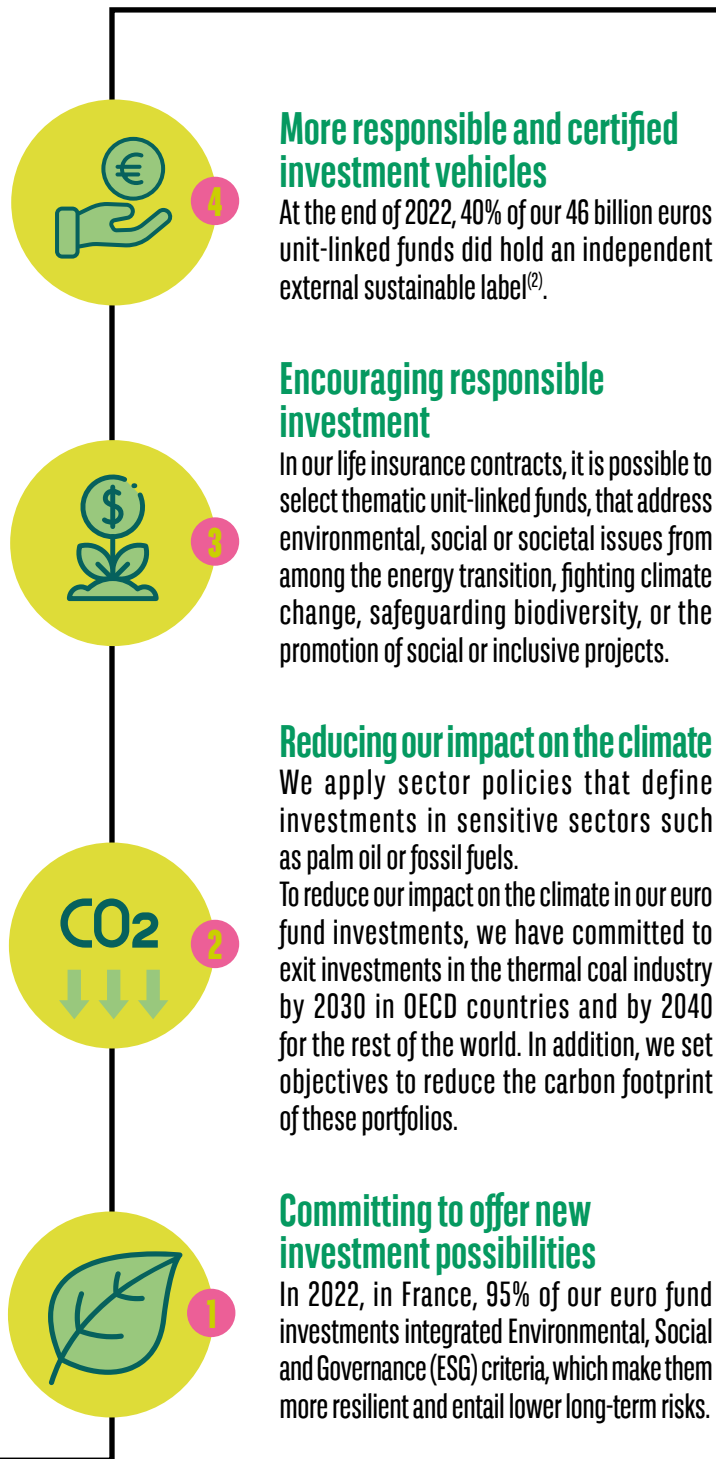 €
4
More responsible and certified
investment vehicles
At the end of 2022, 40% of our 46 billion euros
unit-linked funds did hold an independent
external sustainable label(2).
$
3
Encouraging responsible
investment
In our life insurance contracts, it is possible to
select thematic unit-linked funds, that address
environmental, social or societal issues from
among the energy transition, fighting climate
change, safeguarding biodiversity, or the
promotion of social or inclusive projects.
CO2
2
Reducing our impact on the climate
We apply sector policies that define
investments in sensitive sectors such
as palm oil or fossil fuels.
To reduce our impact on the climate in our euro
fund investments, we have committed to
exit investments in the thermal coal industry
by 2030 in OECD countries and by 2040
for the rest of the world. In addition, we set
objectives to reduce the carbon footprint
of these portfolios.
1
Committing to offer new
investment possibilities
In 2022, in France, 95% of our euro fund
investments integrated Environmental, Social
and Governance (ESG) criteria, which make them
more resilient and entail lower long-term risks.